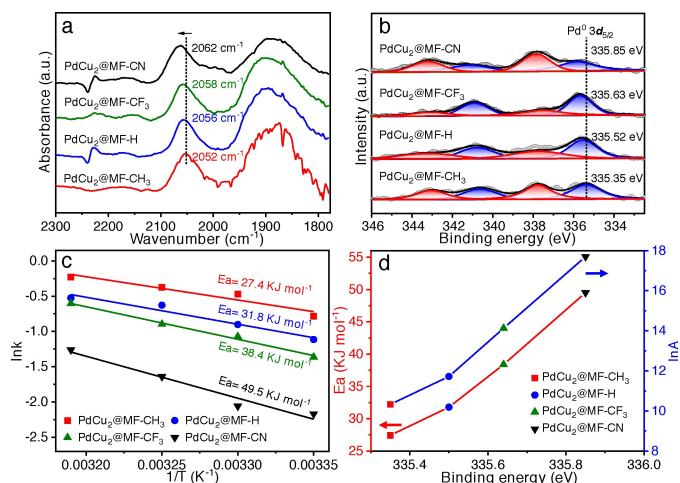 a
PdCu₂@MF-CN
2062 cm⁻¹
PdCu₂@MF-CF₃
2058 cm⁻¹
PdCu₂@MF-H
2056 cm⁻¹
PdCu₂@MF-CH₃
2052 cm⁻¹
Absorbance (a.u.)
2300 2200 2100 2000 1900 1800
Wavenumber (cm⁻¹)
b
Pd⁰ 3d₅/₂
PdCu₂@MF-CN
335.85 eV
PdCu₂@MF-CF₃
335.63 eV
PdCu₂@MF-H
335.52 eV
PdCu₂@MF-CH₃
335.35 eV
Intensity (a.u.)
346 344 342 340 338 336 334
Binding energy (eV)
c
0.0
-0.5
-1.0
-1.5
-2.0
-2.5
lnk
Ea= 27.4 KJ mol⁻¹
Ea= 31.8 KJ mol⁻¹
Ea= 38.4 KJ mol⁻¹
Ea= 49.5 KJ mol⁻¹
PdCu₂@MF-CH₃ PdCu₂@MF-H
PdCu₂@MF-CF₃ PdCu₂@MF-CN
0.00320 0.00325 0.00330 0.00335
1/T (K⁻¹)
d
55
50
45
40
35
30
25
Ea (KJ mol⁻¹)
18
16
14
12
10
8
lnA
PdCu₂@MF-CH₃
PdCu₂@MF-H
PdCu₂@MF-CF₃
PdCu₂@MF-CN
335.4 335.6 335.8 336.0
Binding energy (eV)